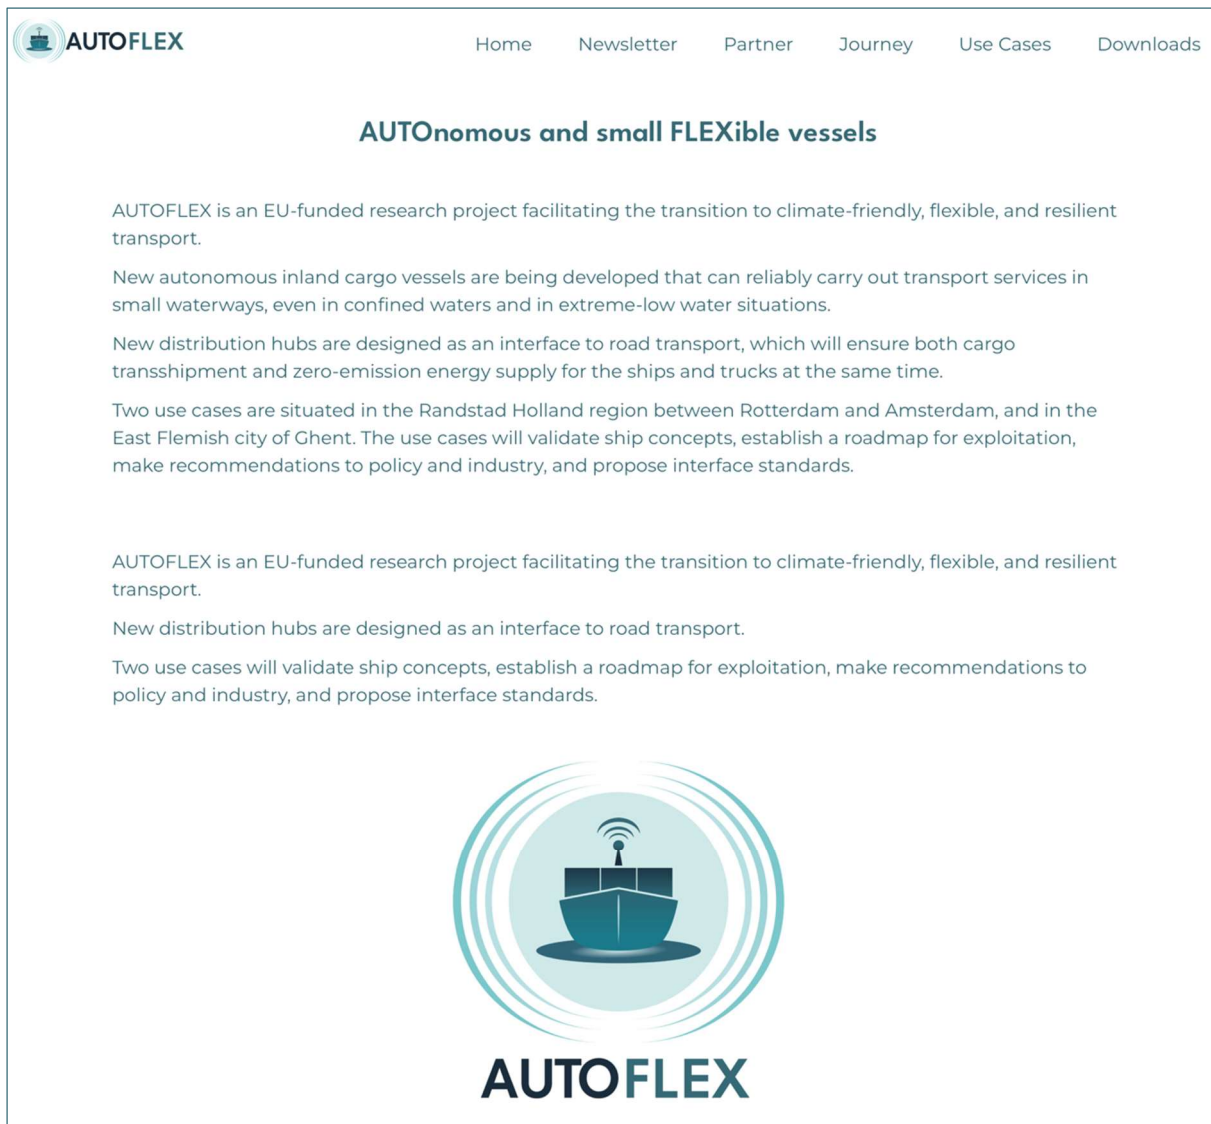 AUTOFLEX
Home Newsletter Partner Journey Use Cases Downloads
AUTOnomous and small FLEXible vessels
AUTOFLEX is an EU-funded research project facilitating the transition to climate-friendly, flexible, and resilient
transport.
New autonomous inland cargo vessels are being developed that can reliably carry out transport services in
small waterways, even in confined waters and in extreme-low water situations.
New distribution hubs are designed as an interface to road transport, which will ensure both cargo
transshipment and zero-emission energy supply for the ships and trucks at the same time.
Two use cases are situated in the Randstad Holland region between Rotterdam and Amsterdam, and in the
East Flemish city of Ghent. The use cases will validate ship concepts, establish a roadmap for exploitation,
make recommendations to policy and industry, and propose interface standards.
AUTOFLEX is an EU-funded research project facilitating the transition to climate-friendly, flexible, and resilient
transport.
New distribution hubs are designed as an interface to road transport.
Two use cases will validate ship concepts, establish a roadmap for exploitation, make recommendations to
policy and industry, and propose interface standards.
AUTOFLEX